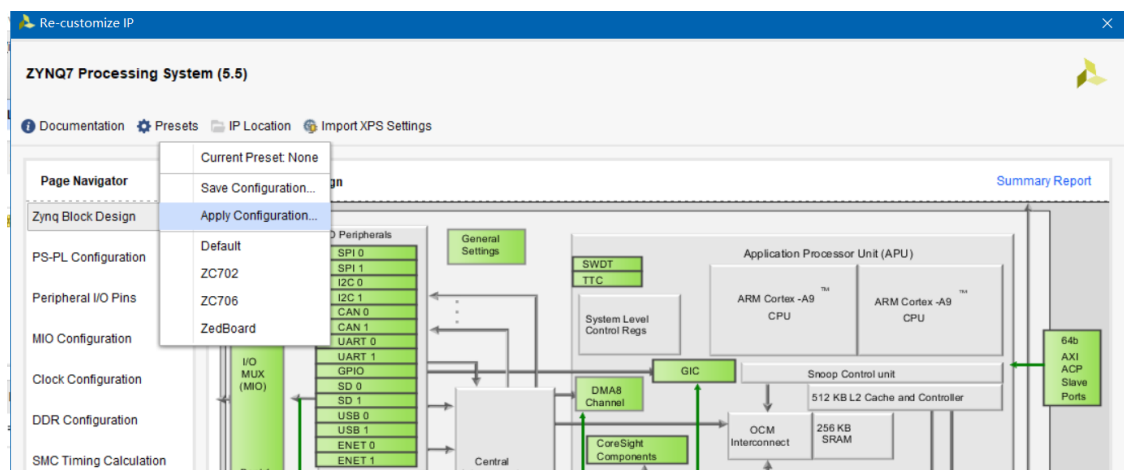 Re-customize IP
ZYNQ7 Processing System (5.5)
Documentation Presets IP Location Import XPS Settings
Current Preset: None
Save Configuration...
Apply Configuration...
Default
ZC702
ZC706
ZedBoard
Page Navigator
Zynq Block Design
PS-PL Configuration
Peripheral I/O Pins
MIO Configuration
Clock Configuration
DDR Configuration
SMC Timing Calculation
Summary Report
Peripherals
SPI 0
SPI 1
I2C 0
I2C 1
CAN 0
CAN 1
UART 0
UART 1
GPIO
SD 0
SD 1
USB 0
USB 1
ENET 0
ENET 1
I/O
MUX
(MIO)
General
Settings
Application Processor Unit (APU)
SWDT
TTC
System Level
Control Regs
ARM Cortex -A9 TM
CPU
ARM Cortex -A9 TM
CPU
GIC
Snoop Control unit
512 KB L2 Cache and Controller
DMA8
Channel
OCM
Interconnect
256 KB
SRAM
CoreSight
Components
Central
64b
AXI
ACP
Slave
Ports